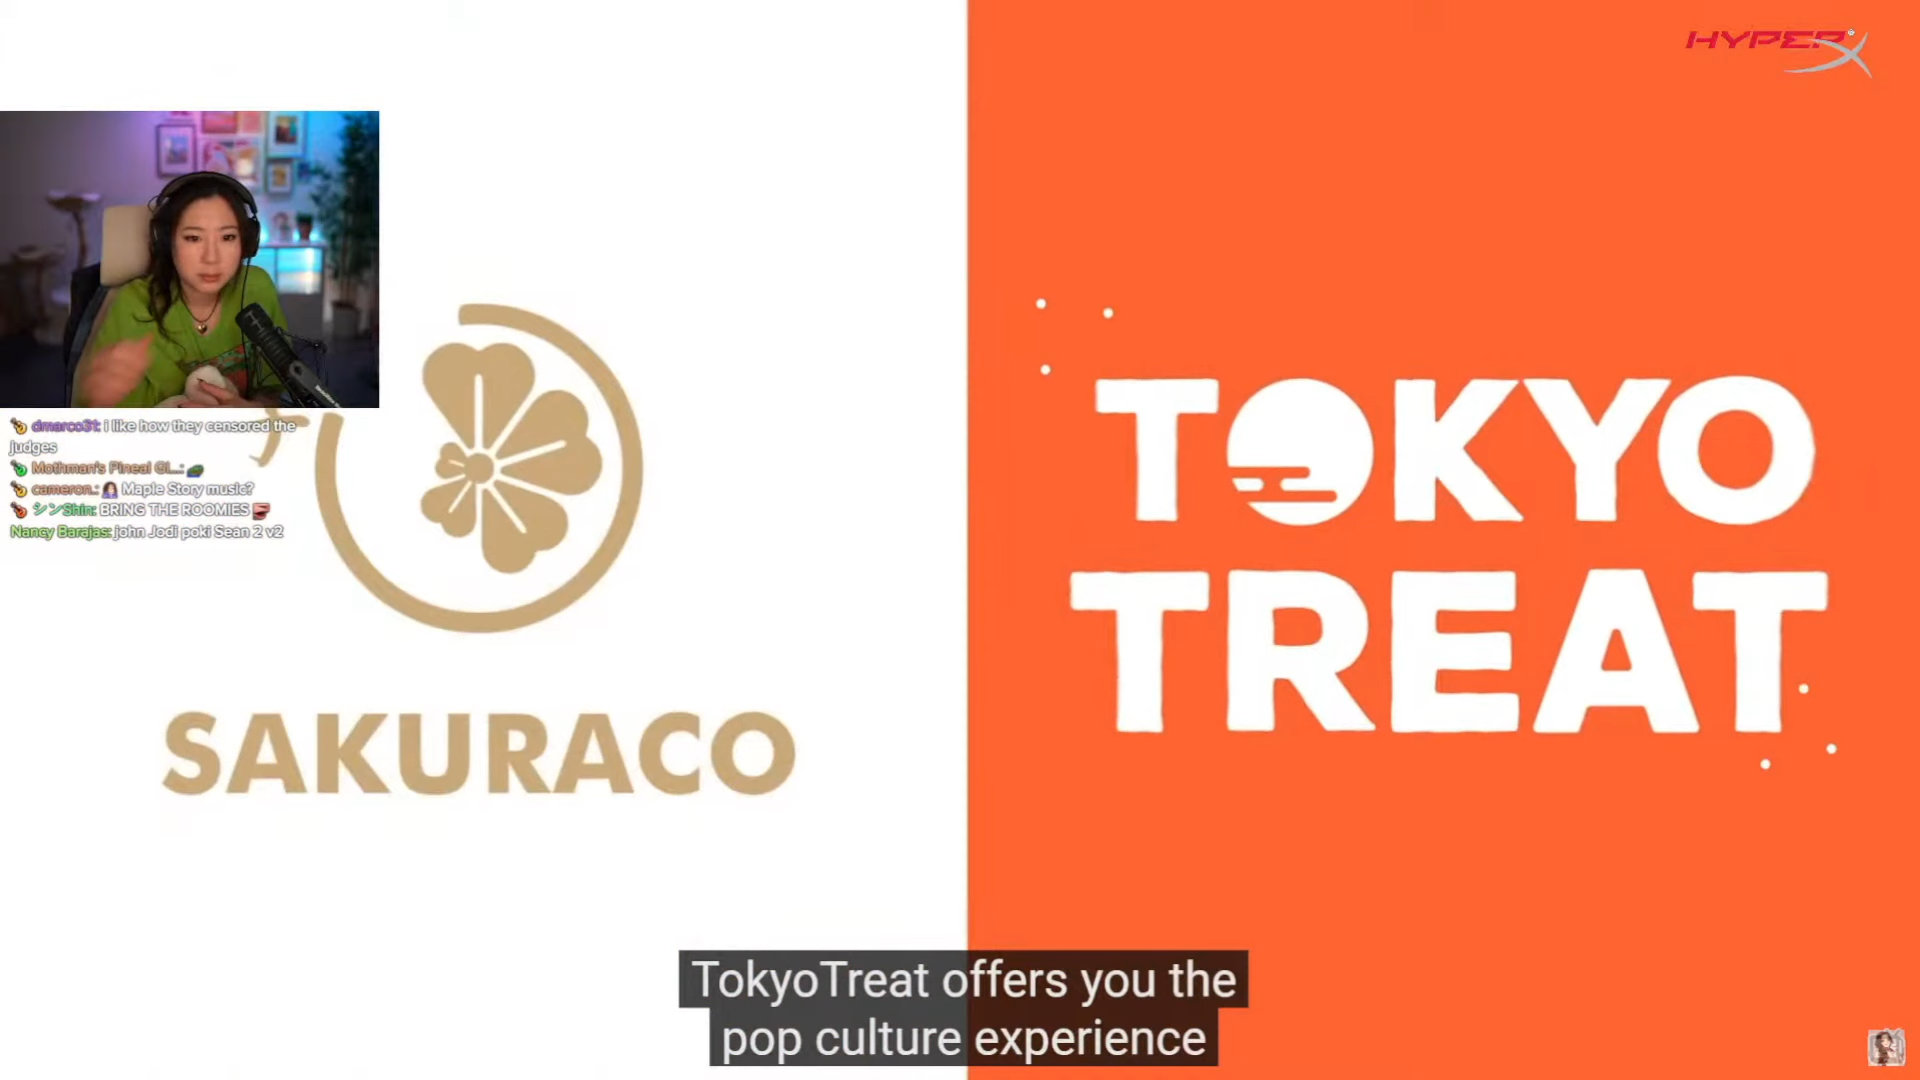 HYPERX
dmarco31: i like how they censored the
judges
Mothman's Pineal Gl...:
cameron.: Maple Story music?
シンShin: BRING THE ROOMIES
Nancy Barajas: john Jodi poki Sean 2 v2
SAKURACO
TOKYO
TREAT
TokyoTreat offers you the
pop culture experience